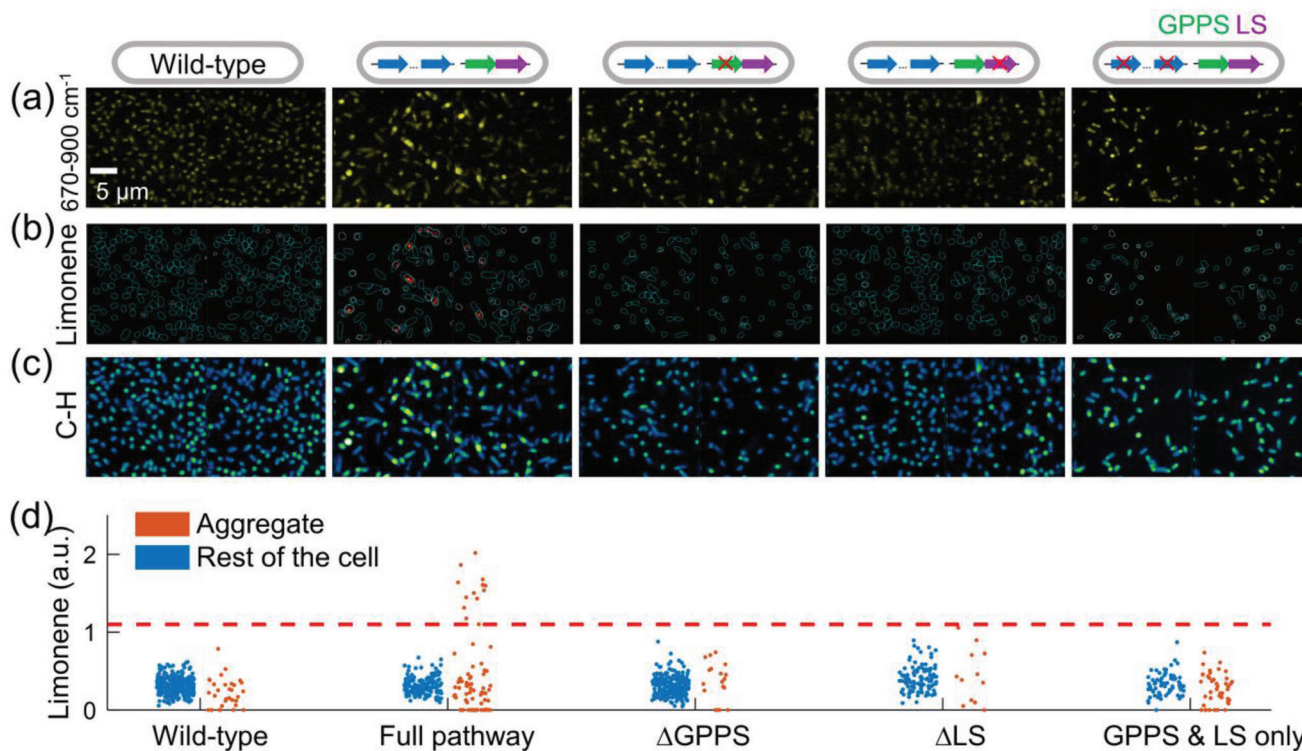 GPPS LS
Wild-type
(a)
670-900 cm⁻¹
5 µm
(b)
Limonene
(c)
C-H
(d)
Aggregate
Rest of the cell
Limonene (a.u.)
2
1
0
Wild-type Full pathway ΔGPPS ΔLS GPPS & LS only